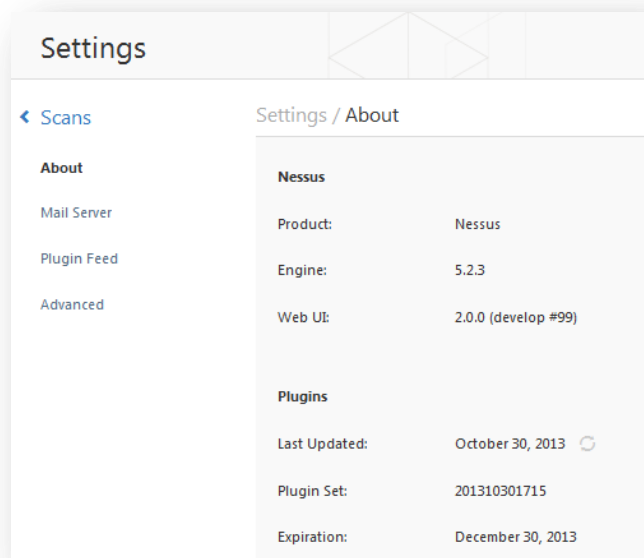 Settings
Scans
About
Mail Server
Plugin Feed
Advanced
Settings / About
Nessus
Product: Nessus
Engine: 5.2.3
Web UI: 2.0.0 (develop #99)
Plugins
Last Updated: October 30, 2013
Plugin Set: 201310301715
Expiration: December 30, 2013